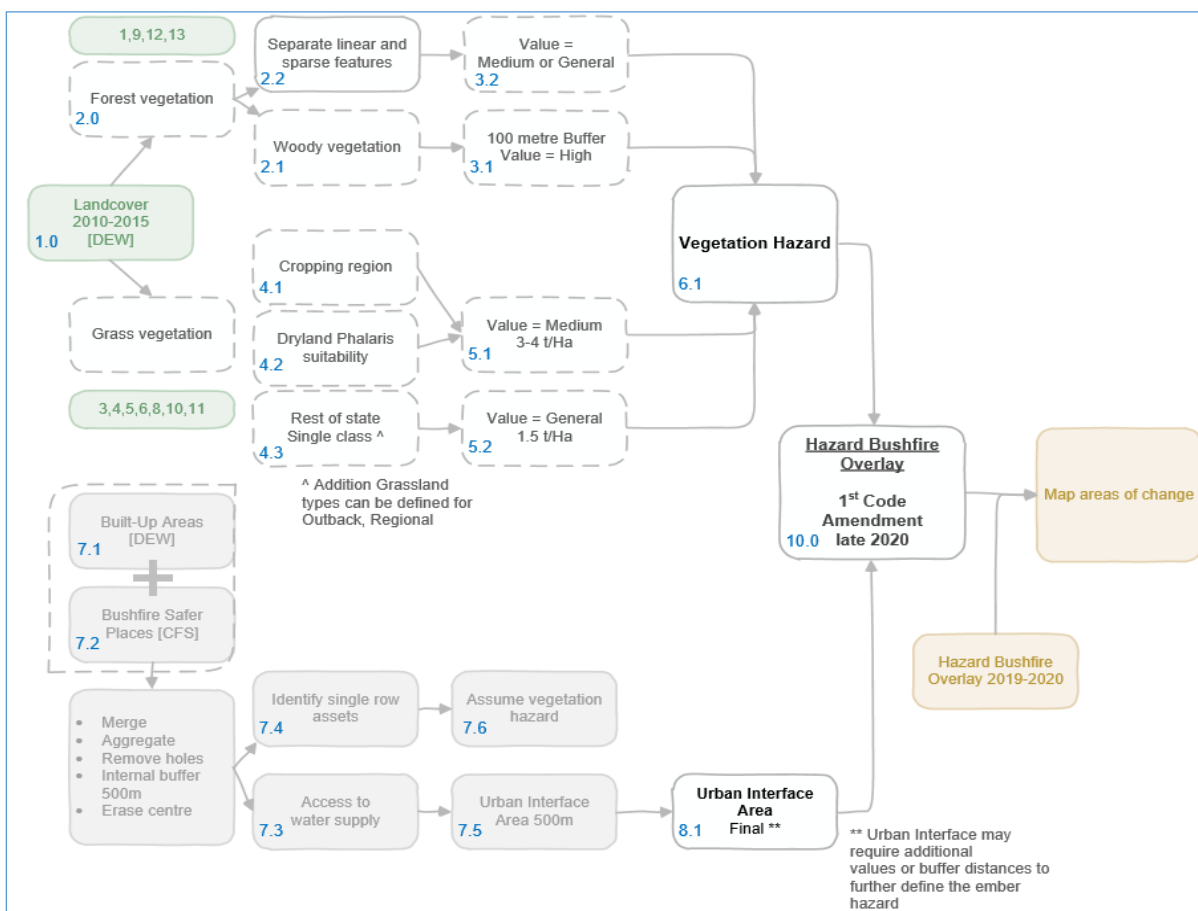 1,9,12,13
Forest vegetation
2.0
Separate linear and
sparse features
2.2
Value =
Medium or General
3.2
Woody vegetation
2.1
100 metre Buffer
Value = High
3.1
Landcover
2010-2015
[DEW]
1.0
Vegetation Hazard
6.1
Cropping region
4.1
Grass vegetation
Dryland Phalaris
suitability
4.2
Value = Medium
3-4 t/Ha
5.1
3,4,5,6,8,10,11
Rest of state
Single class ^
4.3
Value = General
1.5 t/Ha
5.2
^ Addition Grassland
types can be defined for
Outback, Regional
Hazard Bushfire
Overlay
1st Code
Amendment
late 2020
10.0
Map areas of change
Built-Up Areas
[DEW]
7.1
Bushfire Safer
Places [CFS]
7.2
Hazard Bushfire
Overlay 2019-2020
• Merge
• Aggregate
• Remove holes
• Internal buffer
500m
• Erase centre
Identify single row
assets
7.4
Assume vegetation
hazard
7.6
Access to
water supply
7.3
Urban Interface
Area 500m
7.5
Urban Interface
Area
Final **
8.1
** Urban Interface may
require additional
values or buffer distances to
further define the ember
hazard